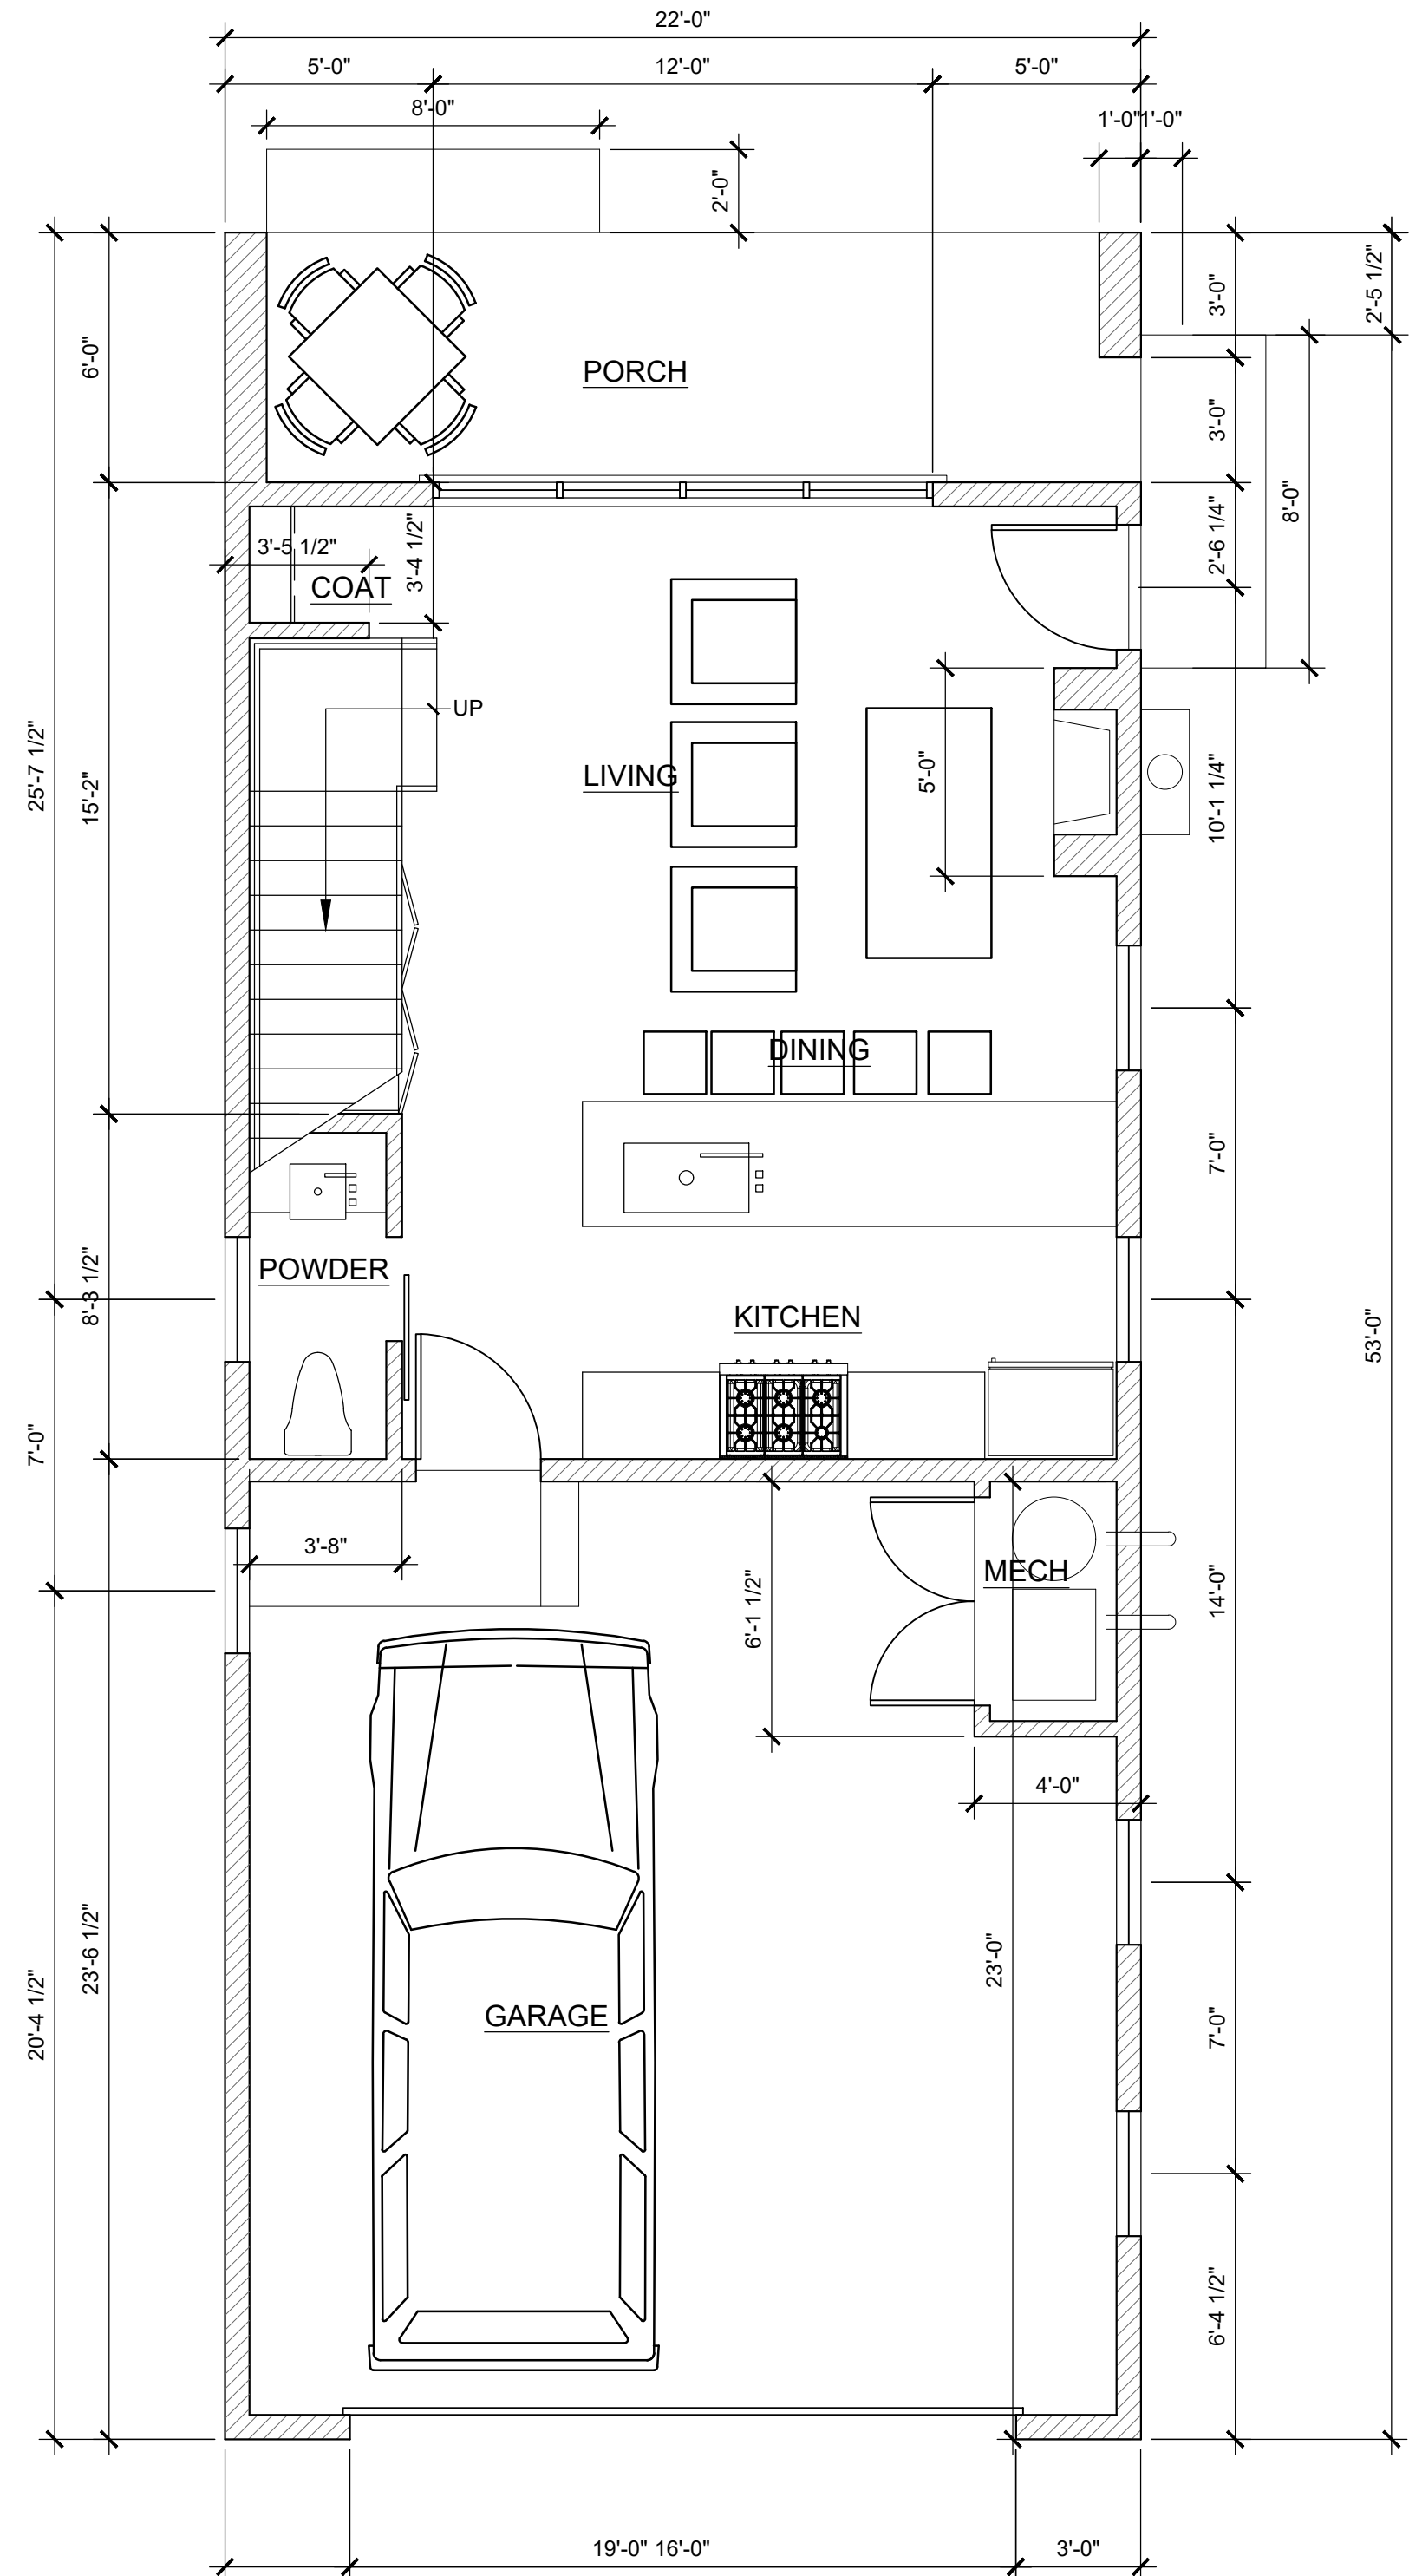 22'-0"
5'-0" 12'-0" 5'-0"
8'-0"
1'-0" 1'-0"
2'-0"
2'-5 1/2"
3'-0"
6'-0"
PORCH
3'-0"
8'-0"
2'-6 1/4"
3'-5 1/2"
3'-4 1/2"
COAT
UP
25'-7 1/2"
15'-2"
LIVING
5'-0"
10'-1 1/4"
DINING
7'-0"
POWDER
8'-3 1/2"
KITCHEN
53'-0"
7'-0"
3'-8"
6'-1 1/2"
MECH
14'-0"
4'-0"
23'-6 1/2"
20'-4 1/2"
23'-0"
GARAGE
7'-0"
6'-4 1/2"
19'-0" 16'-0" 3'-0"